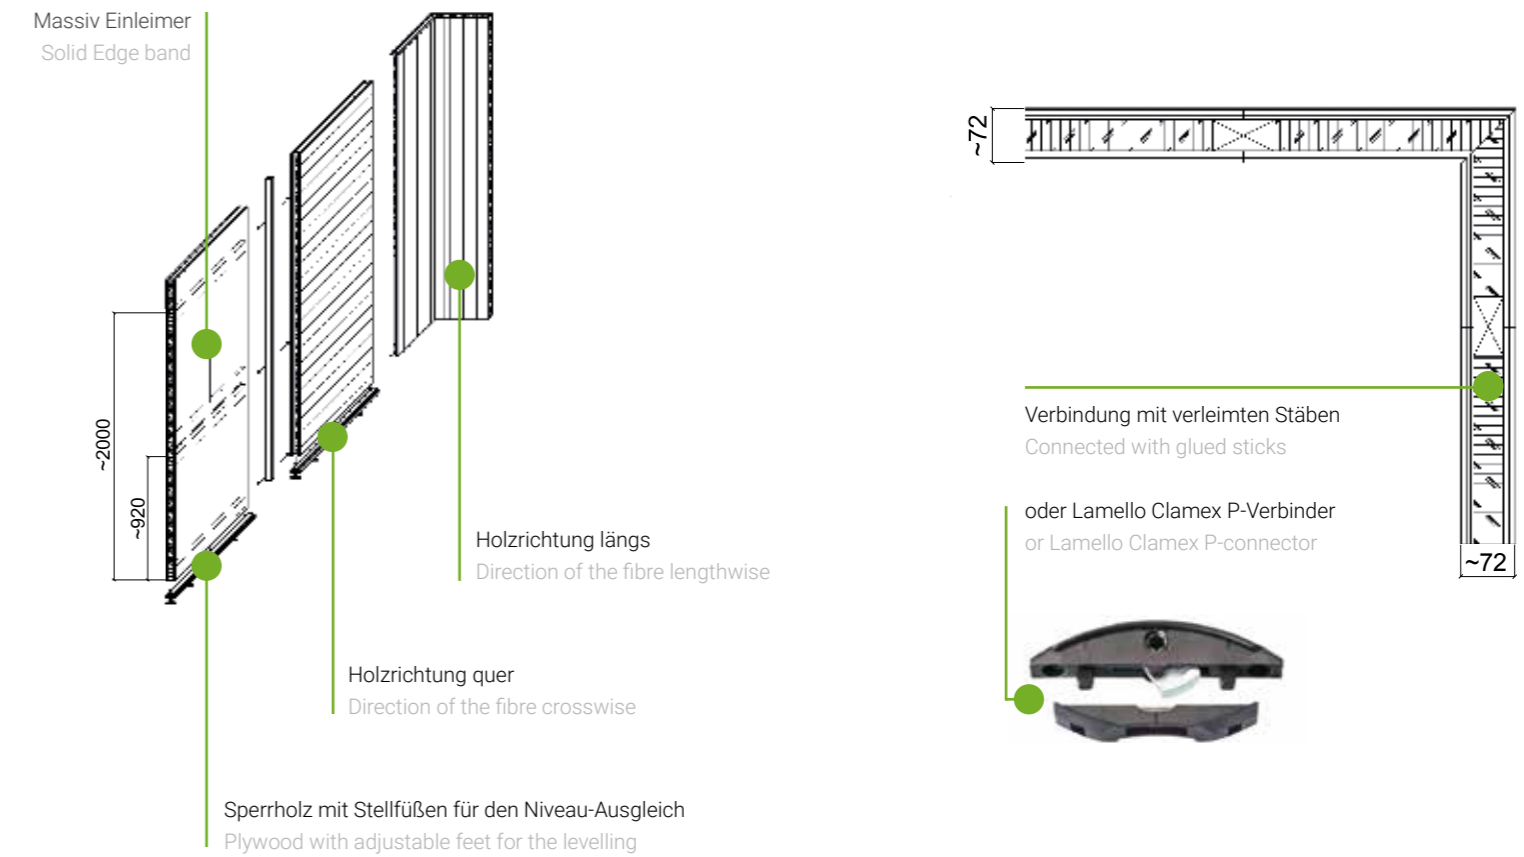 Massiv Einleimer
Solid Edge band
~2000
~920
Holzrichtung längs
Direction of the fibre lengthwise
Holzrichtung quer
Direction of the fibre crosswise
Sperrholz mit Stellfüßen für den Niveau-Ausgleich
Plywood with adjustable feet for the levelling
~72
Verbindung mit verleimten Stäben
Connected with glued sticks
oder Lamello Clamex P-Verbinder
or Lamello Clamex P-connector
~72